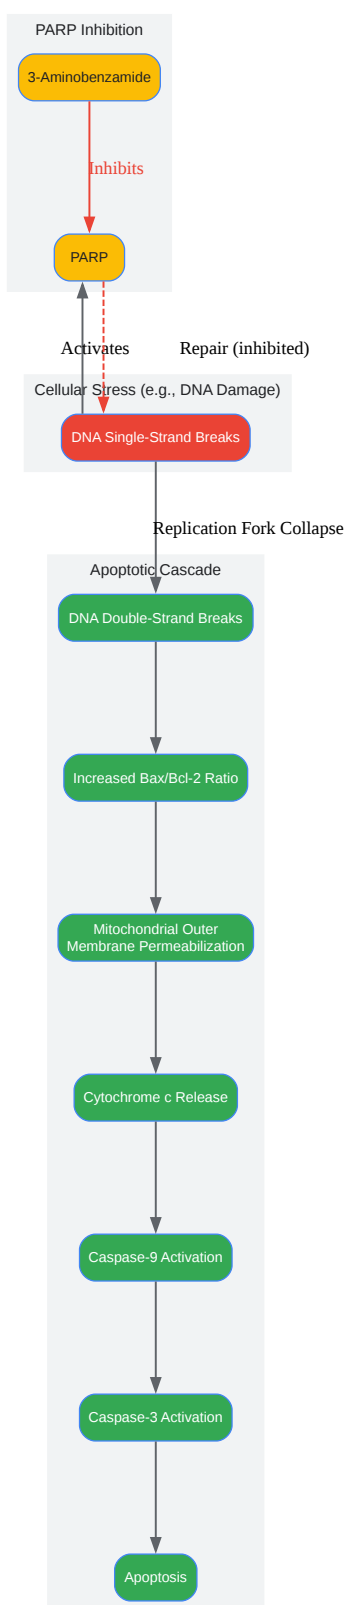 PARP Inhibition
3-Aminobenzamide
Inhibits
PARP
Activates
Repair (inhibited)
Cellular Stress (e.g., DNA Damage)
DNA Single-Strand Breaks
Replication Fork Collapse
Apoptotic Cascade
DNA Double-Strand Breaks
Increased Bax/Bcl-2 Ratio
Mitochondrial Outer
Membrane Permeabilization
Cytochrome c Release
Caspase-9 Activation
Caspase-3 Activation
Apoptosis